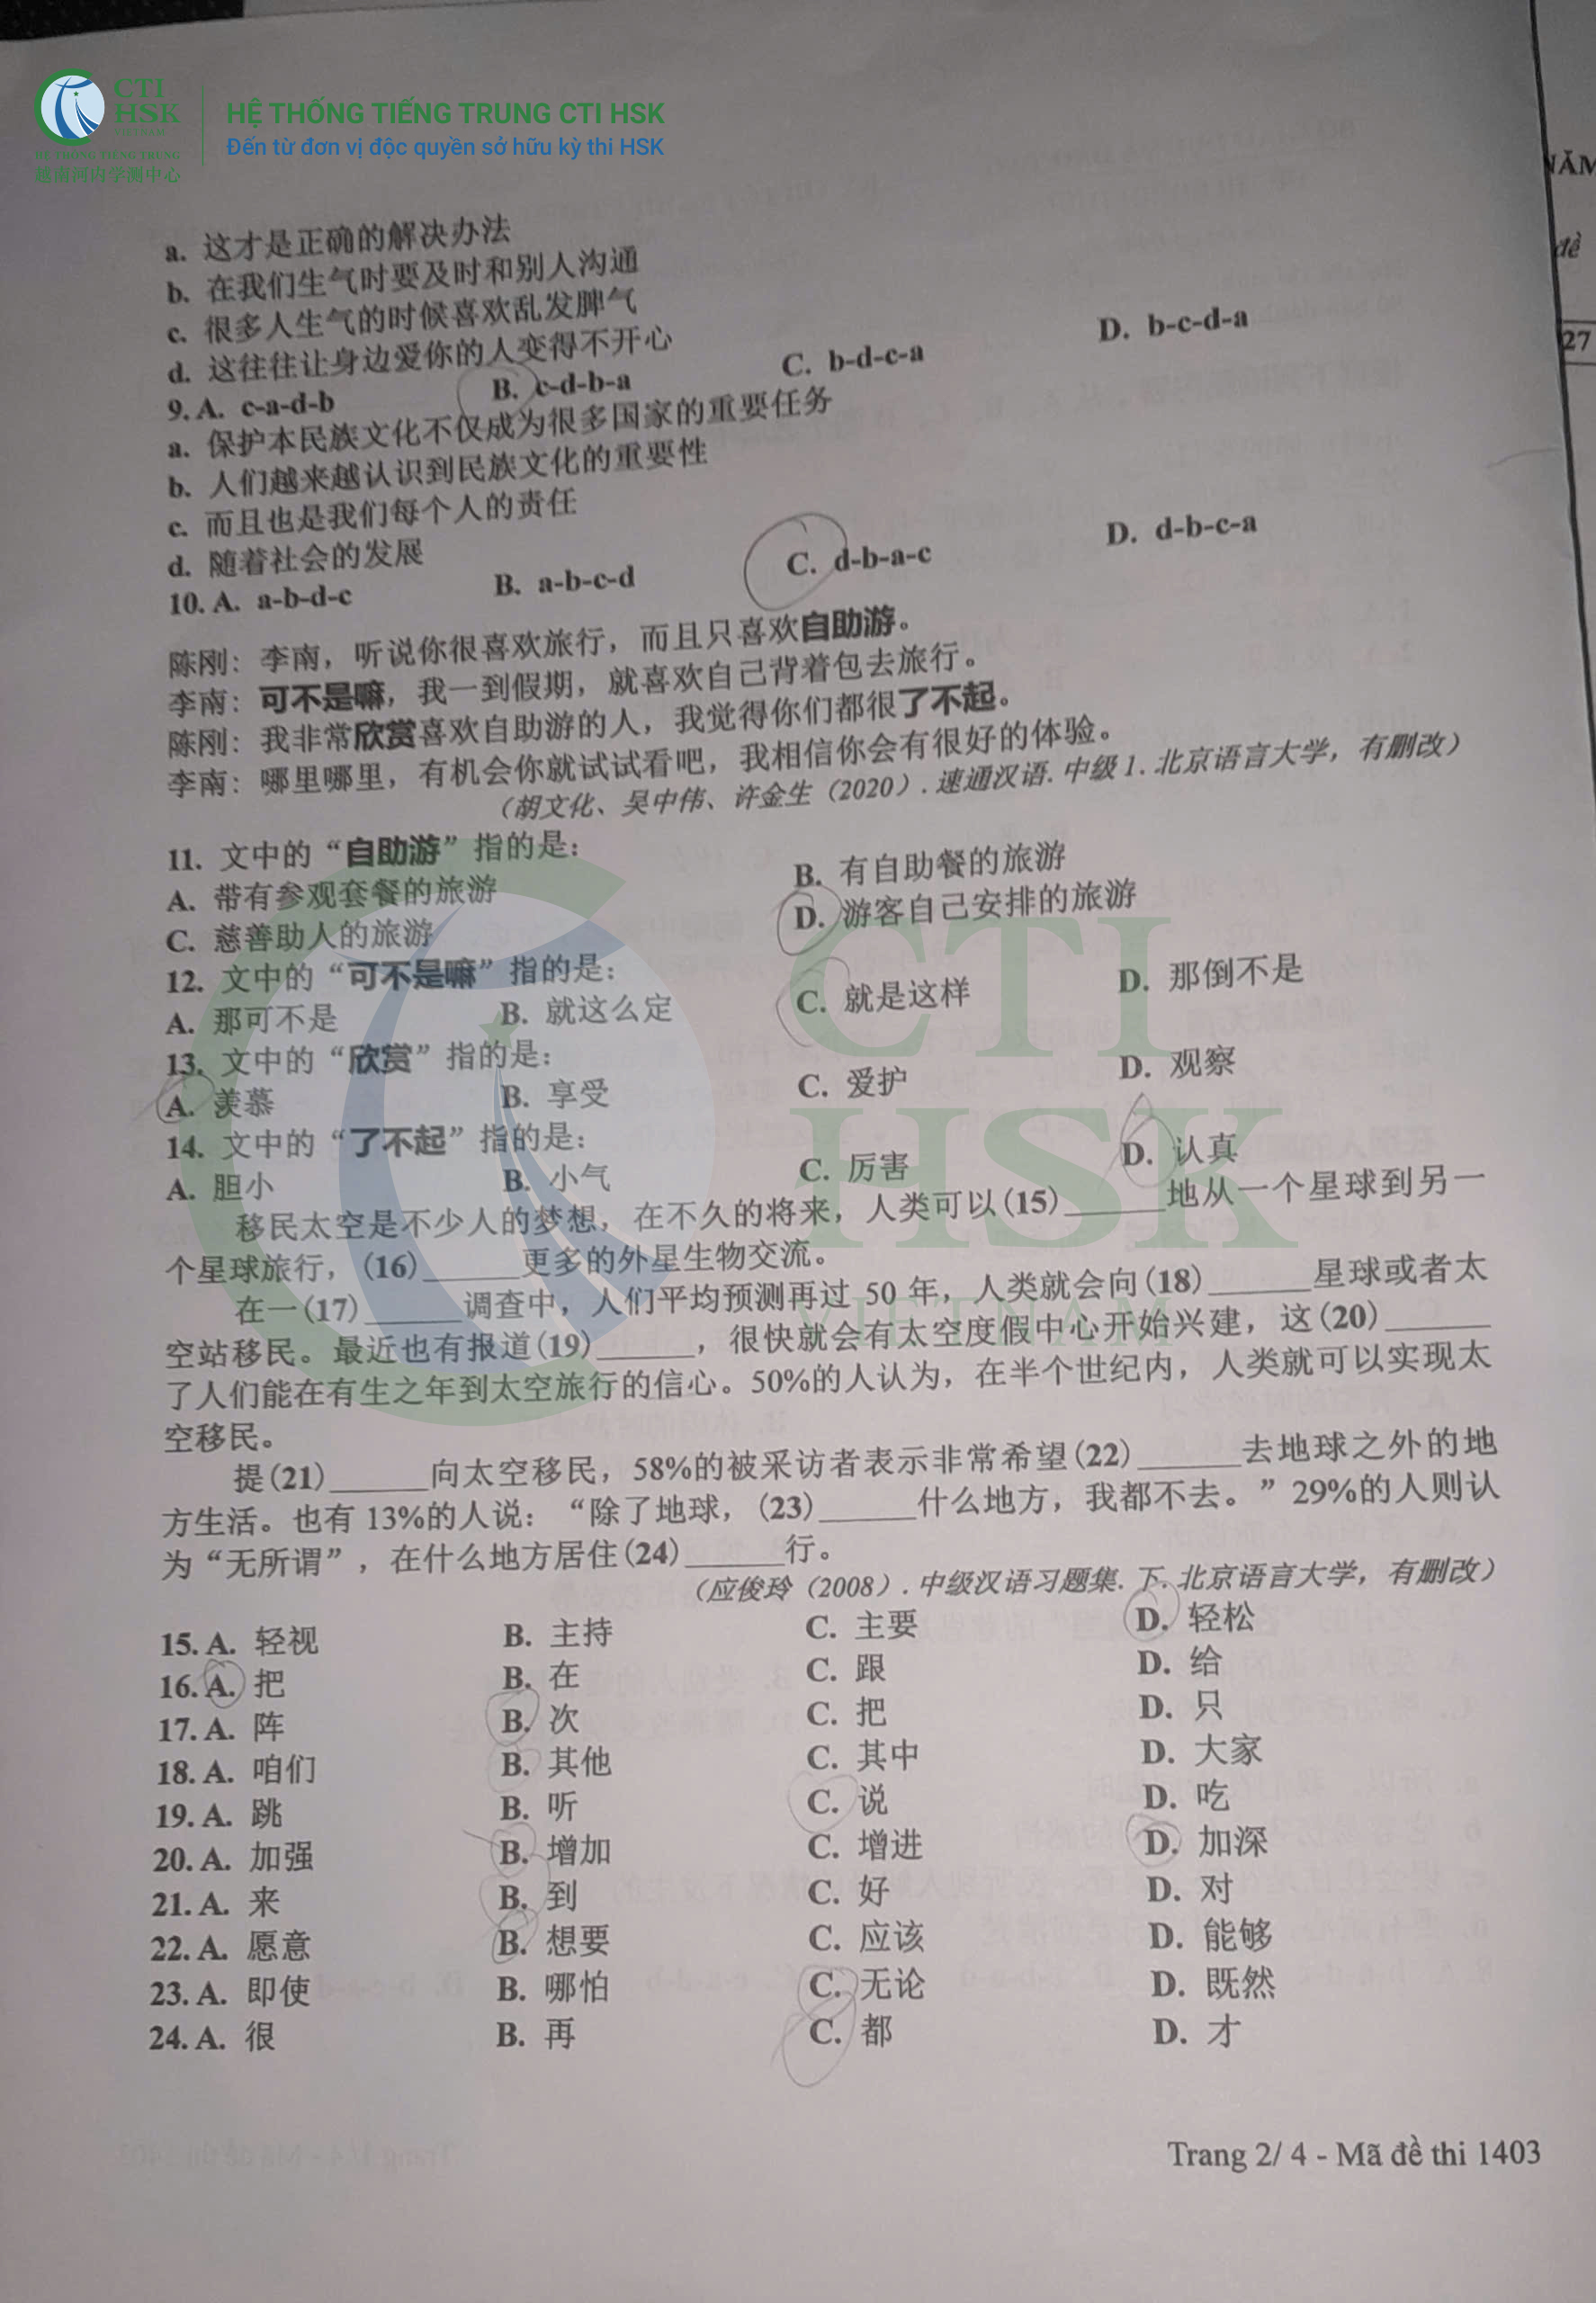 CTI
HSK
VIETNAM
HỆ THỐNG TIẾNG TRUNG
越南河内学测中心
HỆ THỐNG TIẾNG TRUNG CTI HSK
Đến từ đơn vị độc quyền sở hữu kỳ thi HSK
NĂM
đề
27
a. 这才是正确的解决办法
b. 在我们生气时要及时和别人沟通
c. 很多人生气的时候喜欢乱发脾气
d. 这往往让身边爱你的人变得不开心
9. A. c-a-d-b B. c-d-b-a C. b-d-c-a D. b-c-d-a
a. 保护本民族文化不仅成为很多国家的重要任务
b. 人们越来越认识到民族文化的重要性
c. 而且也是我们每个人的责任
d. 随着社会的发展
10. A. a-b-d-c B. a-b-c-d C. d-b-a-c D. d-b-c-a
陈刚：李南，听说你很喜欢旅行，而且只喜欢自助游。
李南：可不是嘛，我一到假期，就喜欢自己背着包去旅行。
陈刚：我非常欣赏喜欢自助游的人，我觉得你们都很了不起。
李南：哪里哪里，有机会你就试试看吧，我相信你会有很好的体验。
（胡文化、吴中伟、许金生（2020）. 速通汉语. 中级 1. 北京语言大学，有删改）
11. 文中的“自助游”指的是：
A. 带有参观套餐的旅游 B. 有自助餐的旅游
C. 慈善助人的旅游 D. 游客自己安排的旅游
12. 文中的“可不是嘛”指的是：
A. 那可不是 B. 就这么定 C. 就是这样 D. 那倒不是
13. 文中的“欣赏”指的是：
A. 羡慕 B. 享受 C. 爱护 D. 观察
14. 文中的“了不起”指的是：
A. 胆小 B. 小气 C. 厉害 D. 认真
移民太空是不少人的梦想，在不久的将来，人类可以(15)______地从一个星球到另一
个星球旅行，(16)______更多的外星生物交流。
在一(17)______调查中，人们平均预测再过 50 年，人类就会向(18)______星球或者太
空站移民。最近也有报道(19)______，很快就会有太空度假中心开始兴建，这(20)______
了人们能在有生之年到太空旅行的信心。50%的人认为，在半个世纪内，人类就可以实现太
空移民。
提(21)______向太空移民，58%的被采访者表示非常希望(22)______去地球之外的地
方生活。也有 13%的人说：“除了地球，(23)______什么地方，我都不去。”29%的人则认
为“无所谓”，在什么地方居住(24)______行。
（应俊玲（2008）. 中级汉语习题集. 下. 北京语言大学，有删改）
15. A. 轻视 B. 主持 C. 主要 D. 轻松
16. A. 把 B. 在 C. 跟 D. 给
17. A. 阵 B. 次 C. 把 D. 只
18. A. 咱们 B. 其他 C. 其中 D. 大家
19. A. 跳 B. 听 C. 说 D. 吃
20. A. 加强 B. 增加 C. 增进 D. 加深
21. A. 来 B. 到 C. 好 D. 对
22. A. 愿意 B. 想要 C. 应该 D. 能够
23. A. 即使 B. 哪怕 C. 无论 D. 既然
24. A. 很 B. 再 C. 都 D. 才
CTI
HSK
VIETNAM
Trang 2/ 4 - Mã đề thi 1403